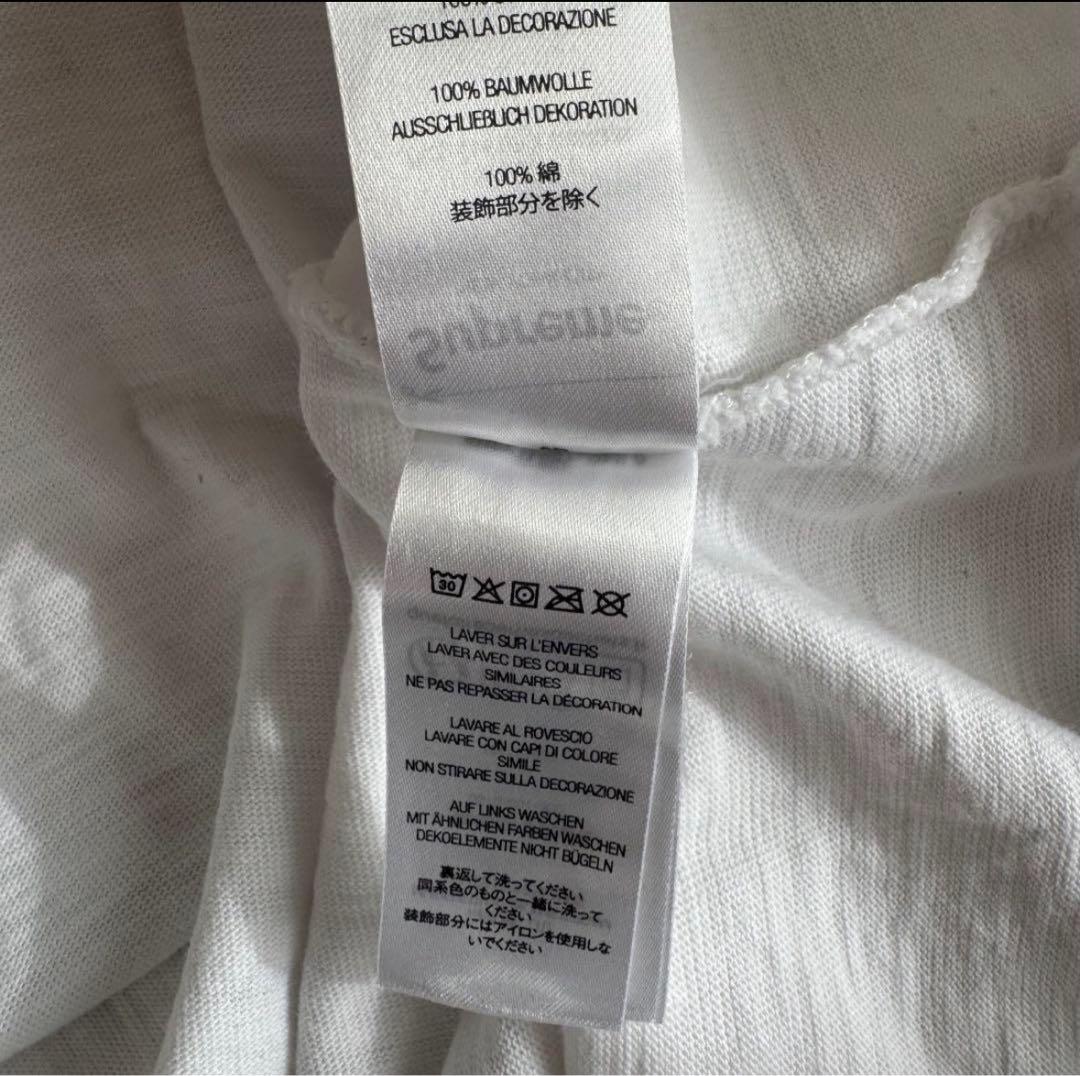 ESCLUSA LA DECORAZIONE
100% BAUMWOLLE
AUSSCHLIEBLICH DEKORATION
100% 綿
装飾部分を除く
Supreme
30
LAVER SUR L'ENVERS
LAVER AVEC DES COULEURS
SIMILAIRES
NE PAS REPASSER LA DÉCORATION
LAVARE AL ROVESCIO
LAVARE CON CAPI DI COLORE
SIMILE
NON STIRARE SULLA DECORAZIONE
AUF LINKS WASCHEN
MIT ÄHNLICHEN FARBEN WASCHEN
DEKOELEMENTE NICHT BÜGELN
裏返して洗ってください
同系色のものと一緒に洗って
ください
装飾部分にはアイロンを使用しな
いでください